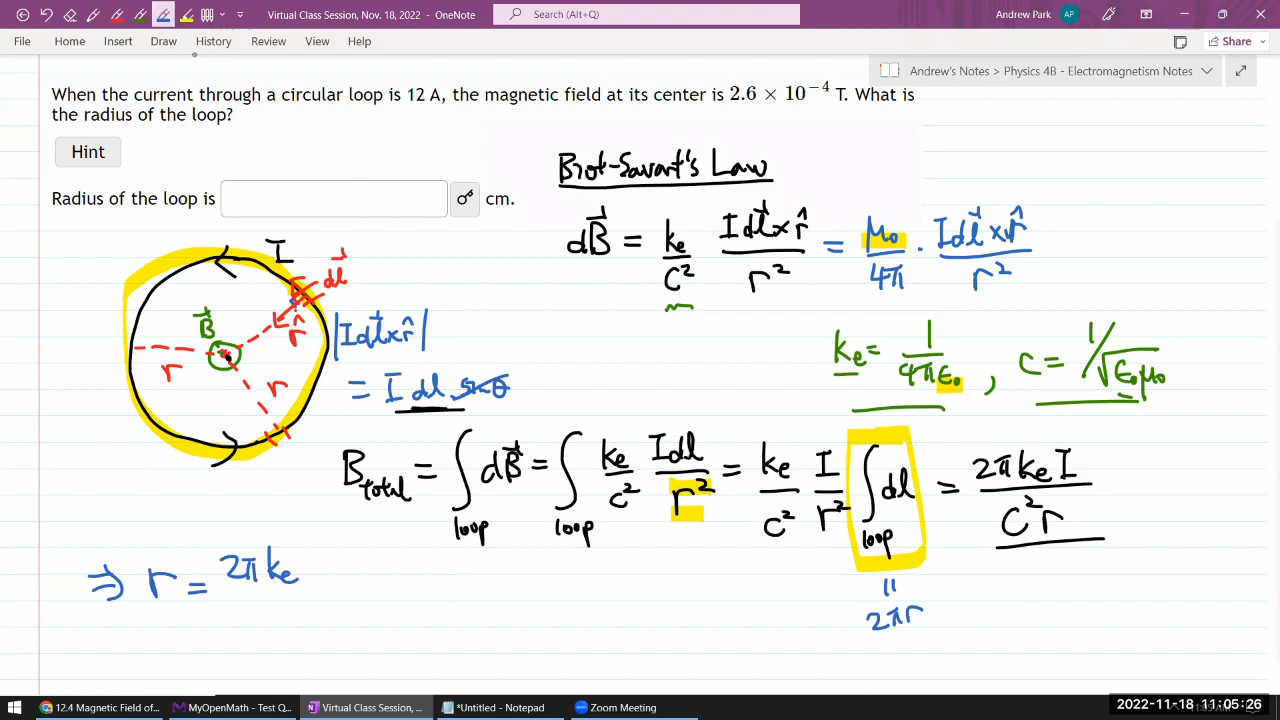 Virtual Class Session, Nov. 18, 2022 - OneNote
Search (Alt+Q)
Andrew Park AP
File Home Insert Draw History Review View Help
Share
Andrew's Notes > Physics 4B - Electromagnetism Notes
When the current through a circular loop is 12 A, the magnetic field at its center is 2.6 × 10⁻⁴ T. What is
the radius of the loop?
Hint
Radius of the loop is cm.
Biot-Savart's Law
dB⃗ = kₑ/c² Idl⃗×r̂/r² = μ₀/4π · Idl⃗×r̂/r²
I
dl⃗
r̂
B⃗
r
r
|Idl⃗×r̂|
= I dl sinθ
kₑ = 1/4πε₀ , c = 1/√ε₀μ₀
B_Total = ∫_loop dB⃗ = ∫_loop kₑ/c² Idl/r² = kₑ/c² I/r² ∫_loop dl = 2πkₑI/c²r
"
2πr
⇒ r = 2πkₑ
12.4 Magnetic Field of...
MyOpenMath - Test Q...
Virtual Class Session,...
*Untitled - Notepad
Zoom Meeting
2022-11-18 11:05:26